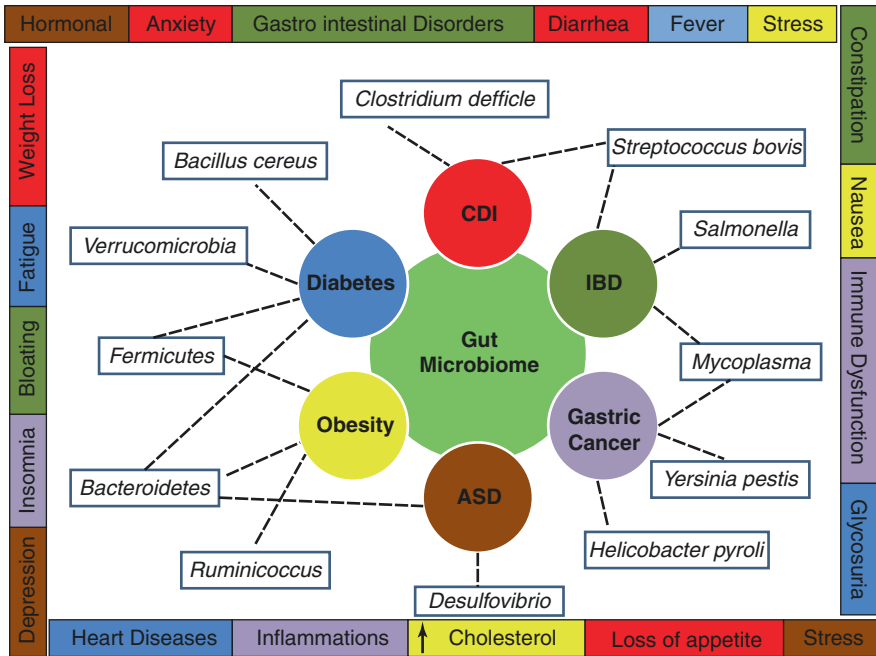 Hormonal
Anxiety
Gastro intestinal Disorders
Diarrhea
Fever
Stress
Weight Loss
Fatigue
Bloating
Insomnia
Depression
Constipation
Nausea
Immune Dysfunction
Glycosuria
Clostridium defficle
Streptococcus bovis
Bacillus cereus
Salmonella
Verrucomicrobia
Mycoplasma
Fermicutes
Yersinia pestis
Bacteroidetes
Helicobacter pyroli
Ruminicoccus
Desulfovibrio
CDI
Diabetes
IBD
Gut
Microbiome
Obesity
Gastric
Cancer
ASD
Heart Diseases
Inflammations
↑ Cholesterol
Loss of appetite
Stress